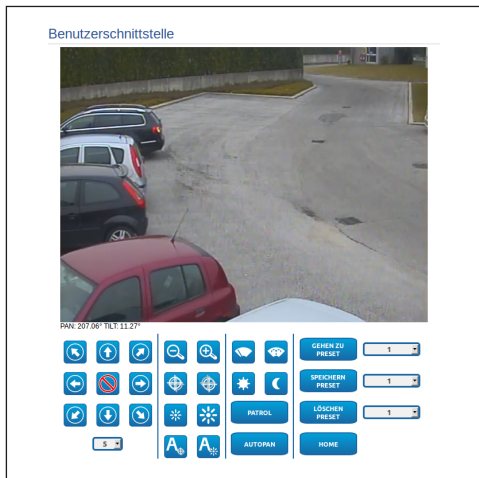 Benutzerschnittstelle
PAN: 207.06° TILT: 11.27°
GEHEN ZU
PRESET
1
SPEICHERN
PRESET
1
PATROL
LÖSCHEN
PRESET
1
5
A
A
AUTOPAN
HOME